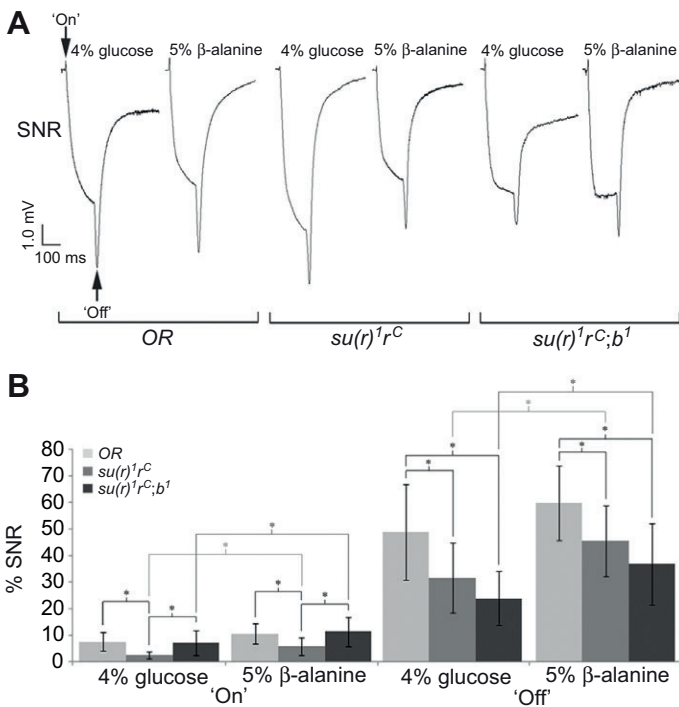 A
'On'
4% glucose 5% β-alanine 4% glucose 5% β-alanine 4% glucose 5% β-alanine
SNR
1.0 mV
100 ms
'Off'
OR su(r)¹rᶜ su(r)¹rᶜ;b¹
B
80
70
60
50
40
30
20
10
0
% SNR
OR
su(r)¹rᶜ
su(r)¹rᶜ;b¹
* * * * * * * * * * * *
4% glucose 5% β-alanine 4% glucose 5% β-alanine
'On' 'Off'